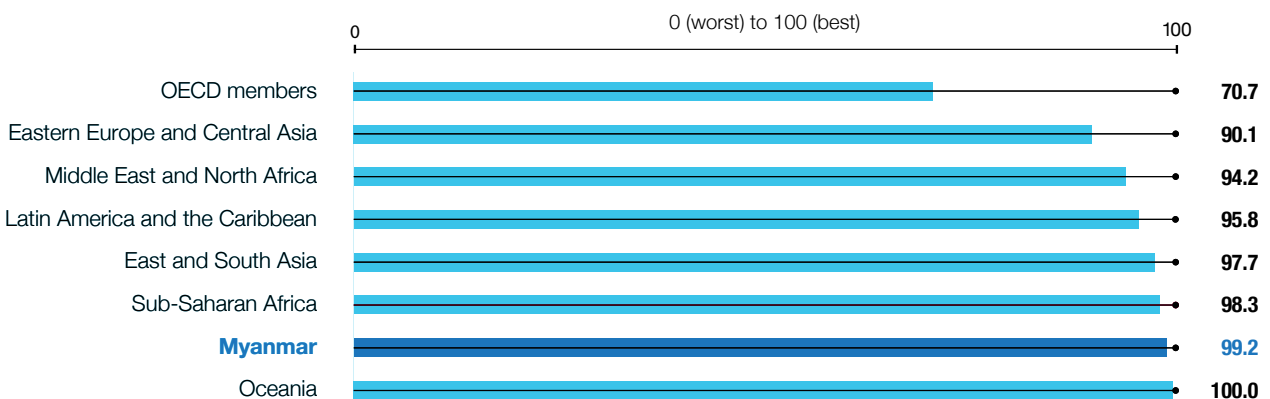 0 (worst) to 100 (best)
0 100
OECD members 70.7
Eastern Europe and Central Asia 90.1
Middle East and North Africa 94.2
Latin America and the Caribbean 95.8
East and South Asia 97.7
Sub-Saharan Africa 98.3
Myanmar 99.2
Oceania 100.0